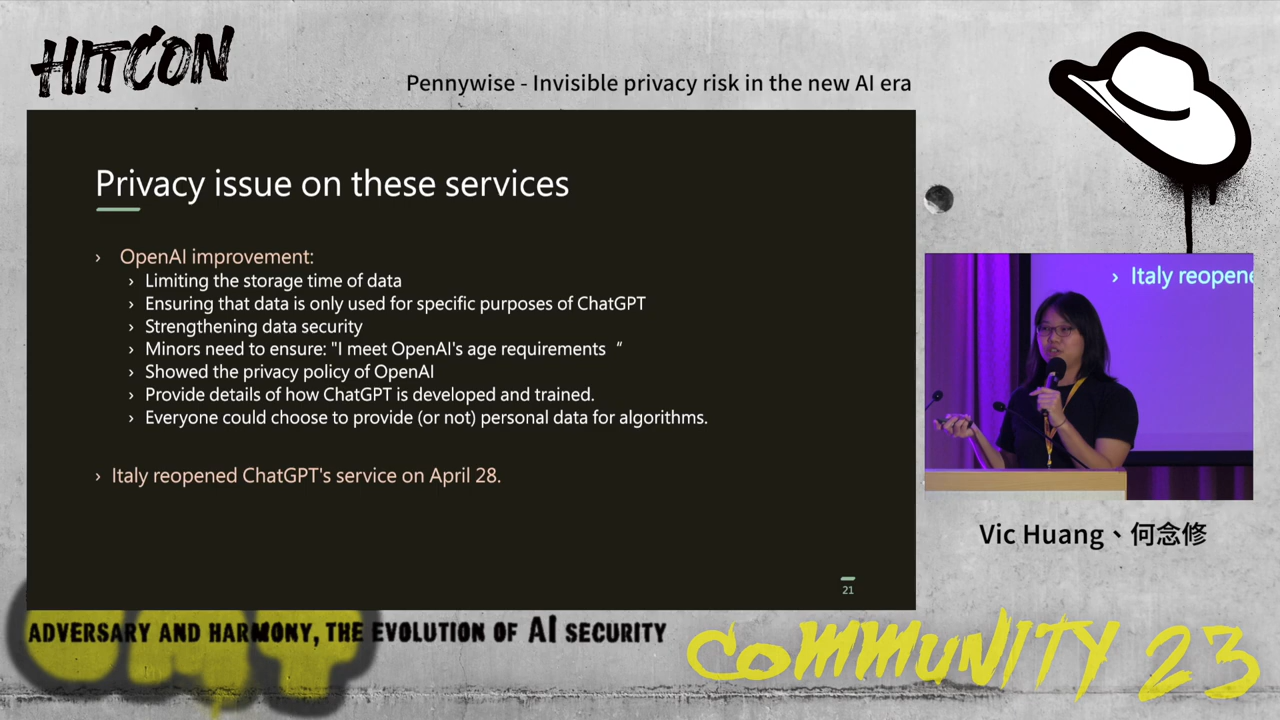 HITCON
Pennywise - Invisible privacy risk in the new AI era
Privacy issue on these services
› OpenAI improvement:
› Limiting the storage time of data
› Ensuring that data is only used for specific purposes of ChatGPT
› Strengthening data security
› Minors need to ensure: "I meet OpenAI's age requirements “
› Showed the privacy policy of OpenAI
› Provide details of how ChatGPT is developed and trained.
› Everyone could choose to provide (or not) personal data for algorithms.
› Italy reopened ChatGPT's service on April 28.
21
› Italy reopene
Vic Huang、何念修
ADVERSARY AND HARMONY, THE EVOLUTION OF AI SECURITY
COMMUNITY 23